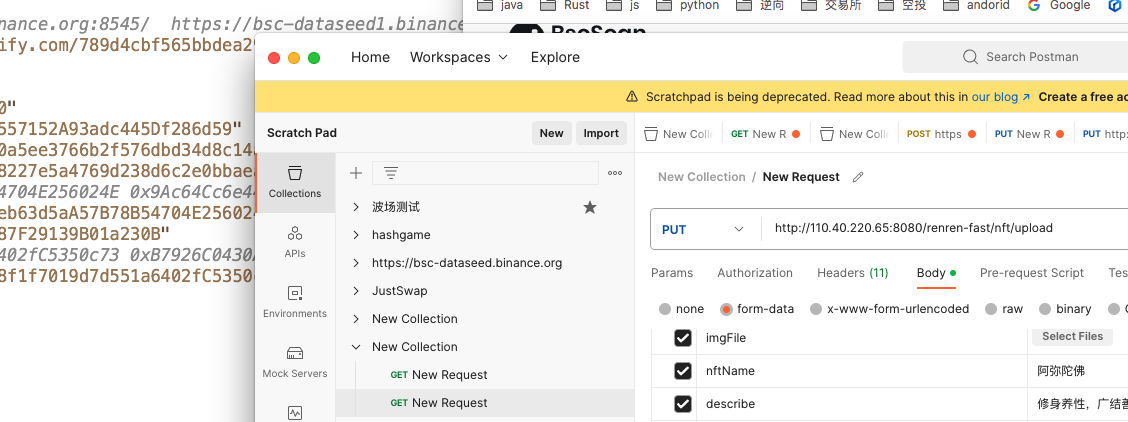 nance.org:8545/ https://bsc-dataseed1.binance
ify.com/789d4cbf565bbdea2
0"
557152A93adc445Df286d59"
0a5ee3766b2f576dbd34d8c14
8227e5a4769d238d6c2e0bbae
4704E256024E 0x9Ac64Cc6e4
eb63d5aA57B78B54704E25602
87F29139B01a230B"
402fC5350c73 0xB7926C0430
8f1f7019d7d551a6402fC5350
java Rust js python 逆向 交易所 空投 andorid Google
BscScan
Home Workspaces Explore Search Postman
Scratchpad is being deprecated. Read more about this in our blog ↗ Create a free ac
Scratch Pad New Import
New Coll GET New R New Coll POST https PUT New R PUT http:
Collections
APIs
Environments
Mock Servers
波场测试
hashgame
https://bsc-dataseed.binance.org
JustSwap
New Collection
New Collection
GET New Request
GET New Request
New Collection / New Request
PUT http://110.40.220.65:8080/renren-fast/nft/upload
Params Authorization Headers (11) Body Pre-request Script Tes
none form-data x-www-form-urlencoded raw binary
imgFile Select Files
nftName 阿弥陀佛
describe 修身养性，广结善